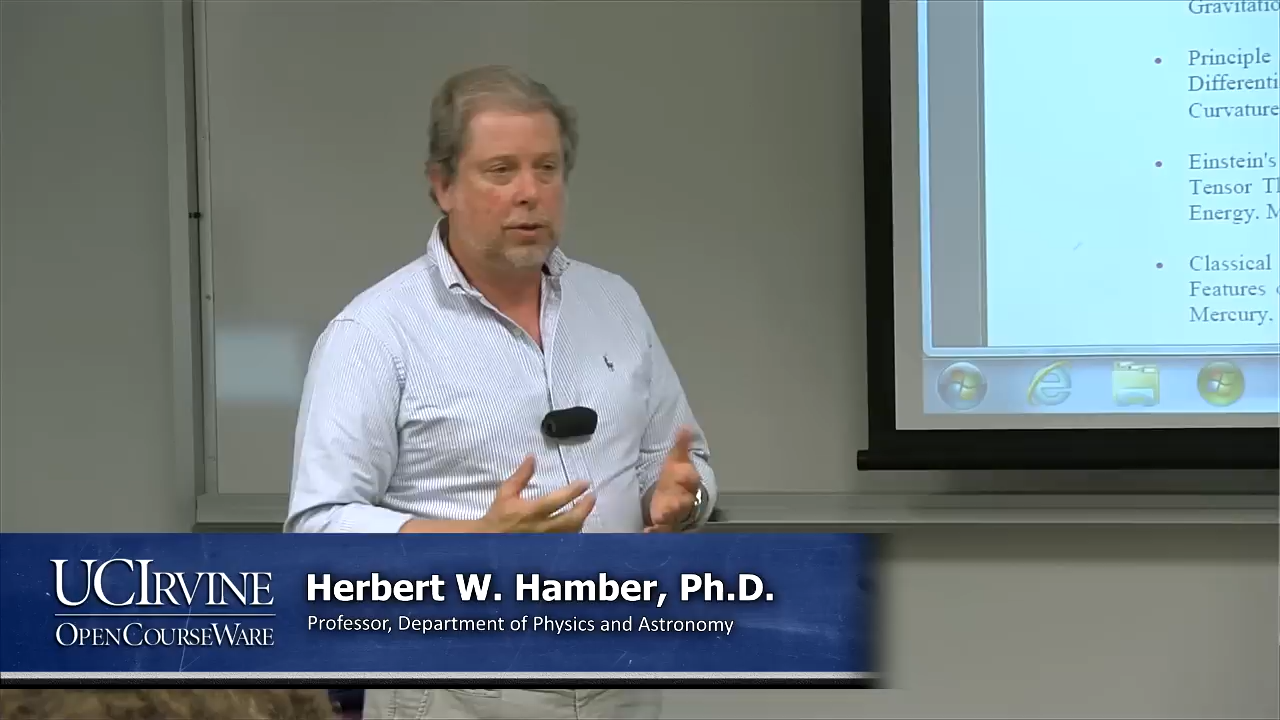 Gravitatio
Principle
Differenti
Curvature
Einstein's
Tensor T
Energy. M
Classical
Features
Mercury.
UCIRVINE
OPENCOURSEWARE
Herbert W. Hamber, Ph.D.
Professor, Department of Physics and Astronomy